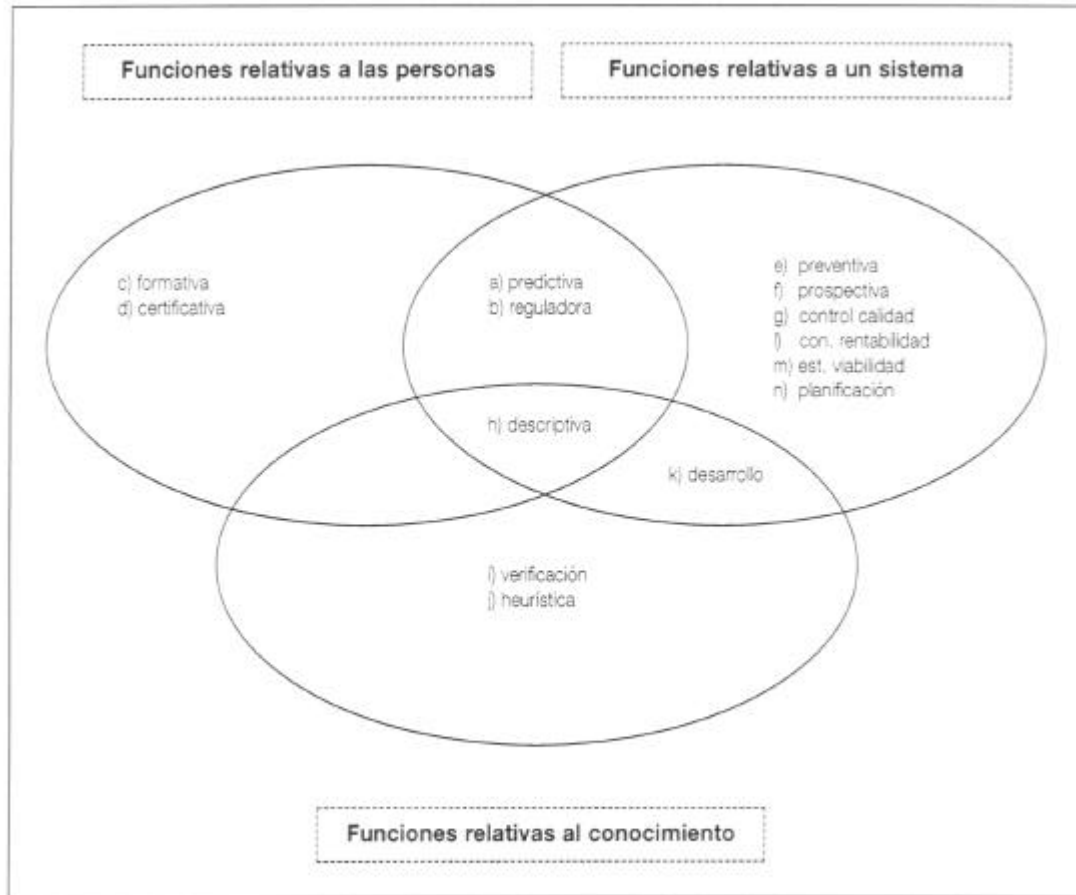 Funciones relativas a las personas
Funciones relativas a un sistema
c) formativa
d) certificativa
a) predictiva
b) reguladora
e) preventiva
f) prospectiva
g) control calidad
l) con. rentabilidad
m) est. viabilidad
n) planificación
h) descriptiva
k) desarrollo
i) verificación
j) heurística
Funciones relativas al conocimiento